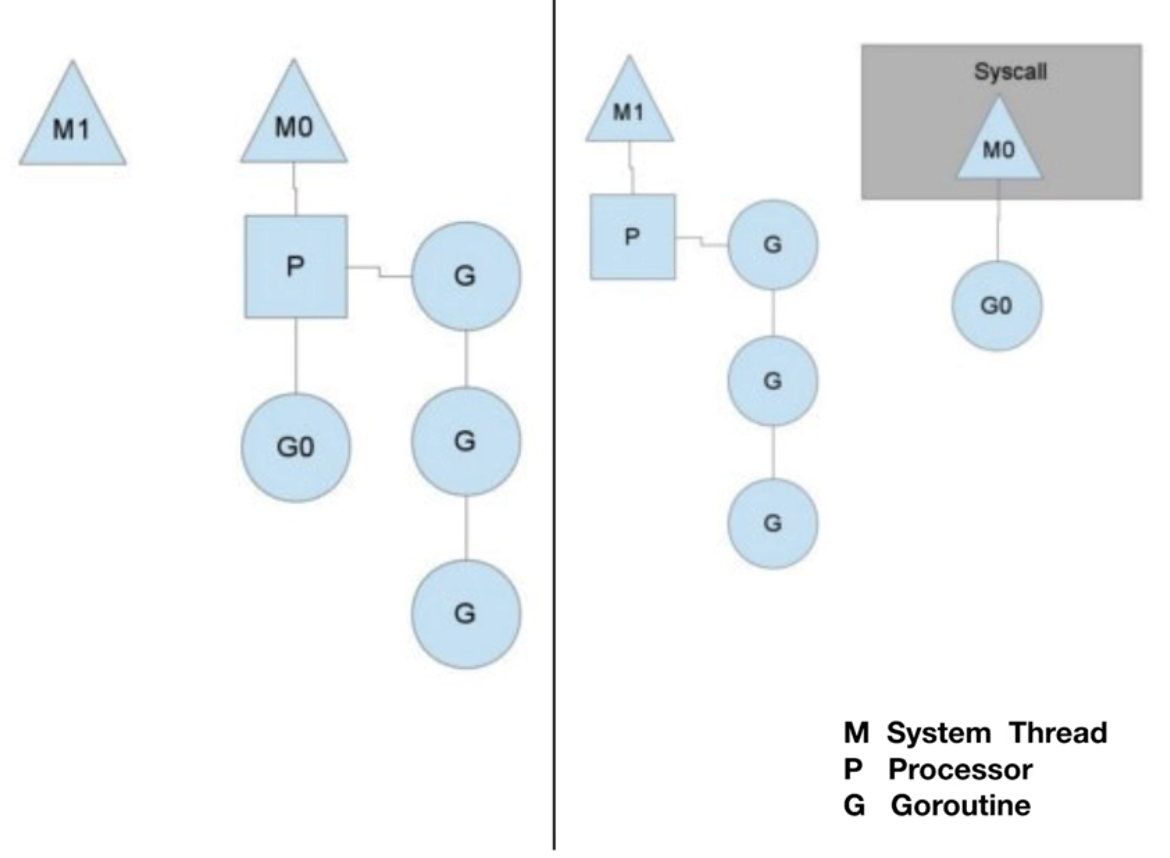 M1
M0
P
G
G0
G
G
M1
P
G
G
G
Syscall
M0
G0
M System Thread
P Processor
G Goroutine